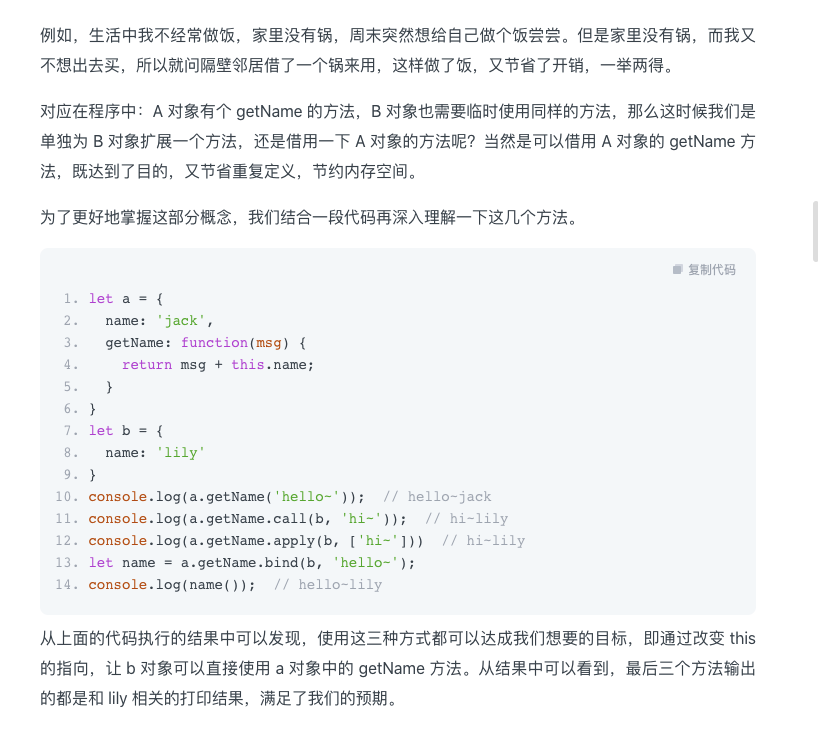 例如，生活中我不经常做饭，家里没有锅，周末突然想给自己做个饭尝尝。但是家里没有锅，而我又
不想出去买，所以就问隔壁邻居借了一个锅来用，这样做了饭，又节省了开销，一举两得。
对应在程序中：A 对象有个 getName 的方法，B 对象也需要临时使用同样的方法，那么这时候我们是
单独为 B 对象扩展一个方法，还是借用一下 A 对象的方法呢？当然是可以借用 A 对象的 getName 方
法，既达到了目的，又节省重复定义，节约内存空间。
为了更好地掌握这部分概念，我们结合一段代码再深入理解一下这几个方法。
复制代码
1. let a = {
2.   name: 'jack',
3.   getName: function(msg) {
4.     return msg + this.name;
5.   }
6. }
7. let b = {
8.   name: 'lily'
9. }
10. console.log(a.getName('hello~'));  // hello~jack
11. console.log(a.getName.call(b, 'hi~'));  // hi~lily
12. console.log(a.getName.apply(b, ['hi~']))  // hi~lily
13. let name = a.getName.bind(b, 'hello~');
14. console.log(name());  // hello~lily
从上面的代码执行的结果中可以发现，使用这三种方式都可以达成我们想要的目标，即通过改变 this
的指向，让 b 对象可以直接使用 a 对象中的 getName 方法。从结果中可以看到，最后三个方法输出
的都是和 lily 相关的打印结果，满足了我们的预期。